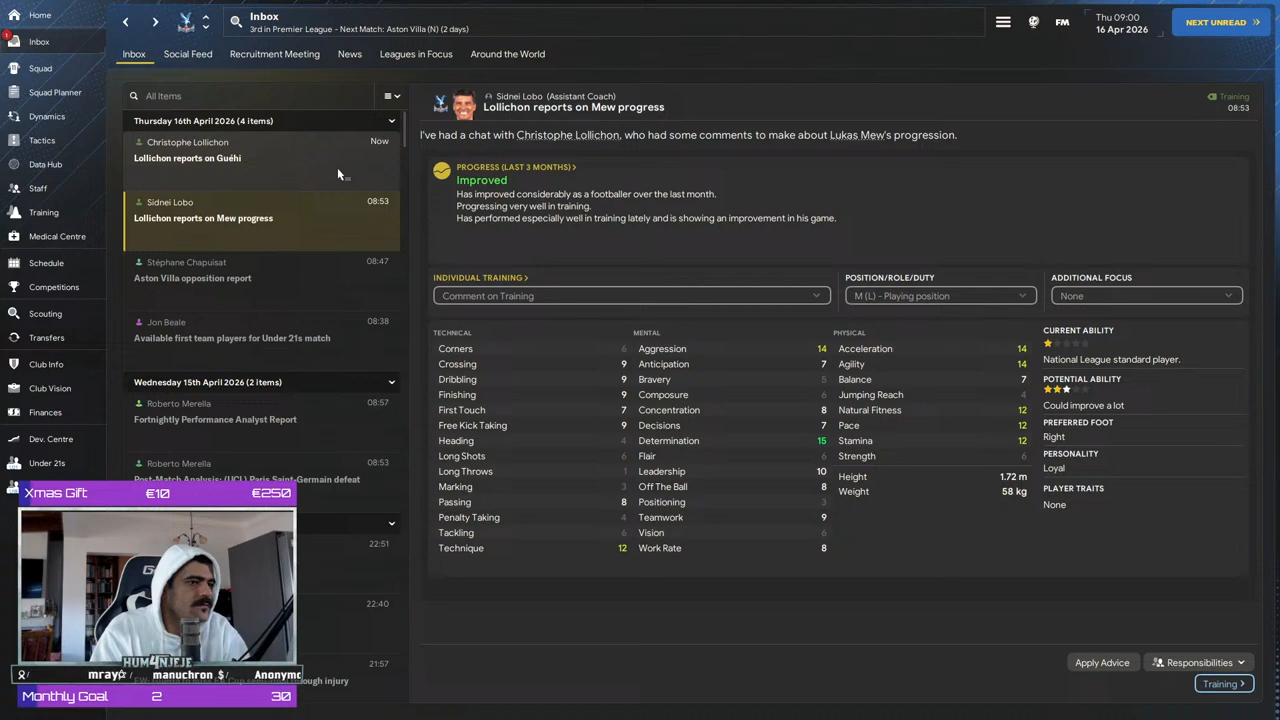 Home
Inbox
3rd in Premier League - Next Match: Aston Villa (N) (2 days)
FM
Thu 09:00
16 Apr 2026
NEXT UNREAD
1
Inbox
Squad
Squad Planner
Dynamics
Tactics
Data Hub
Staff
Training
Medical Centre
Schedule
Competitions
Scouting
Transfers
Club Info
Club Vision
Finances
Dev. Centre
Under 21s
Inbox
Social Feed
Recruitment Meeting
News
Leagues in Focus
Around the World
All Items
Thursday 16th April 2026 (4 items)
Christophe Lollichon
Now
Lollichon reports on Guéhi
Sidnei Lobo
08:53
Lollichon reports on Mew progress
Stéphane Chapuisat
08:47
Aston Villa opposition report
Jon Beale
08:38
Available first team players for Under 21s match
Wednesday 15th April 2026 (2 items)
Roberto Merella
08:57
Fortnightly Performance Analyst Report
Roberto Merella
08:53
Post-Match Analysis: (UCL) Paris Saint-Germain defeat
22:51
22:40
21:57
Sidnei Lobo (Assistant Coach)
Lollichon reports on Mew progress
Training
08:53
I've had a chat with Christophe Lollichon, who had some comments to make about Lukas Mew's progression.
PROGRESS (LAST 3 MONTHS)
Improved
Has improved considerably as a footballer over the last month.
Progressing very well in training.
Has performed especially well in training lately and is showing an improvement in his game.
INDIVIDUAL TRAINING
Comment on Training
POSITION/ROLE/DUTY
M (L) - Playing position
ADDITIONAL FOCUS
None
TECHNICAL
Corners 6
Crossing 9
Dribbling 9
Finishing 9
First Touch 7
Free Kick Taking 9
Heading 4
Long Shots 6
Long Throws 1
Marking 3
Passing 8
Penalty Taking 4
Tackling 6
Technique 12
MENTAL
Aggression 14
Anticipation 7
Bravery 5
Composure 6
Concentration 8
Decisions 7
Determination 15
Flair 6
Leadership 10
Off The Ball 8
Positioning 3
Teamwork 9
Vision 6
Work Rate 8
PHYSICAL
Acceleration 14
Agility 14
Balance 7
Jumping Reach 4
Natural Fitness 12
Pace 12
Stamina 12
Strength 6
Height 1.72 m
Weight 58 kg
CURRENT ABILITY
National League standard player.
POTENTIAL ABILITY
Could improve a lot
PREFERRED FOOT
Right
PERSONALITY
Loyal
PLAYER TRAITS
None
Apply Advice
Responsibilities
Training
Xmas Gift €10 €250
HUM4NJEJE
manuchron
Monthly Goal 2 30